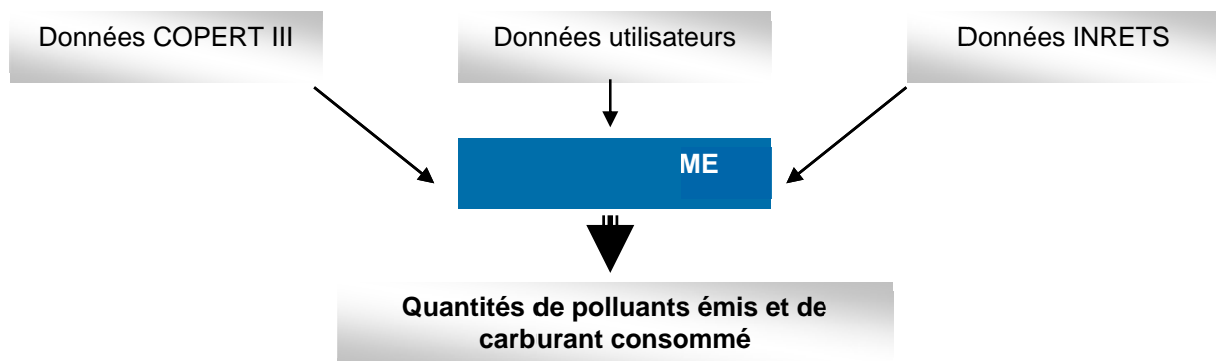 Données COPERT III
Données utilisateurs
Données INRETS
ME
Quantités de polluants émis et de
carburant consommé